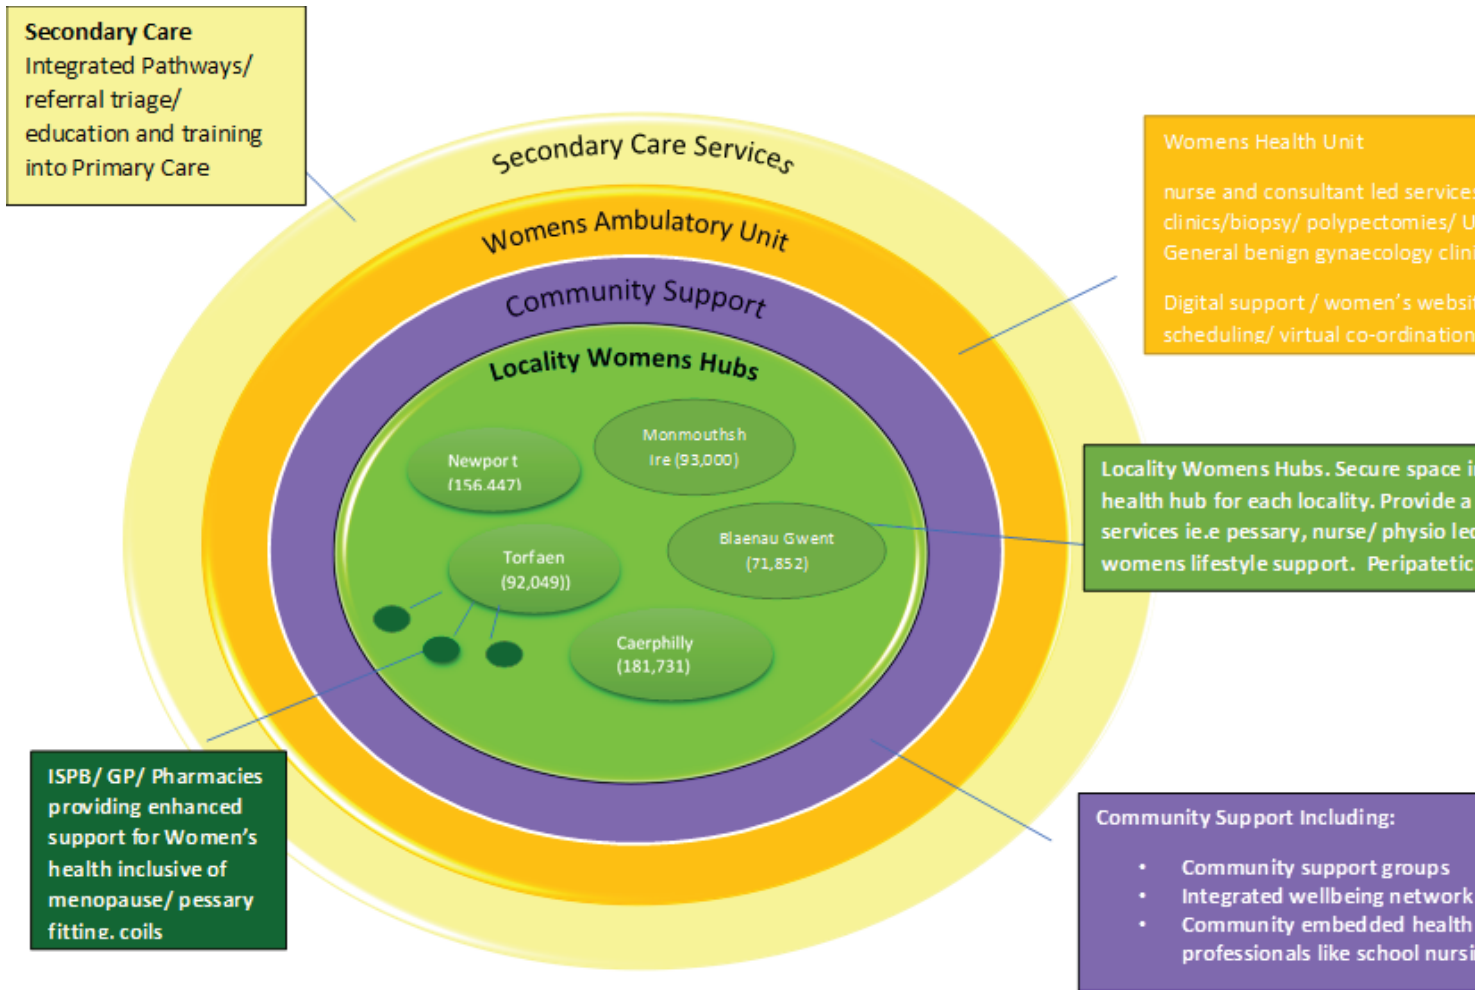 Secondary Care
Integrated Pathways/
referral triage/
education and training
into Primary Care
Secondary Care Services
Womens Ambulatory Unit
Community Support
Locality Womens Hubs
Newport
(156,447)
Monmouthsh
Ire (93,000)
Torfaen
(92,049))
Blaenau Gwent
(71,852)
Caerphilly
(181,731)
Womens Health Unit
nurse and consultant led services
clinics/biopsy/ polypectomies/
General benign gynaecology
Digital support / women's
scheduling/ virtual co-ordination
Locality Womens Hubs. Secure space
health hub for each locality. Provide a
services ie.e pessary, nurse/ physio
womens lifestyle support. Peripatetic
ISPB/ GP/ Pharmacies
providing enhanced
support for Women's
health inclusive of
menopause/ pessary
fitting, coils
Community Support Including:
• Community support groups
• Integrated wellbeing network
• Community embedded health
professionals like school